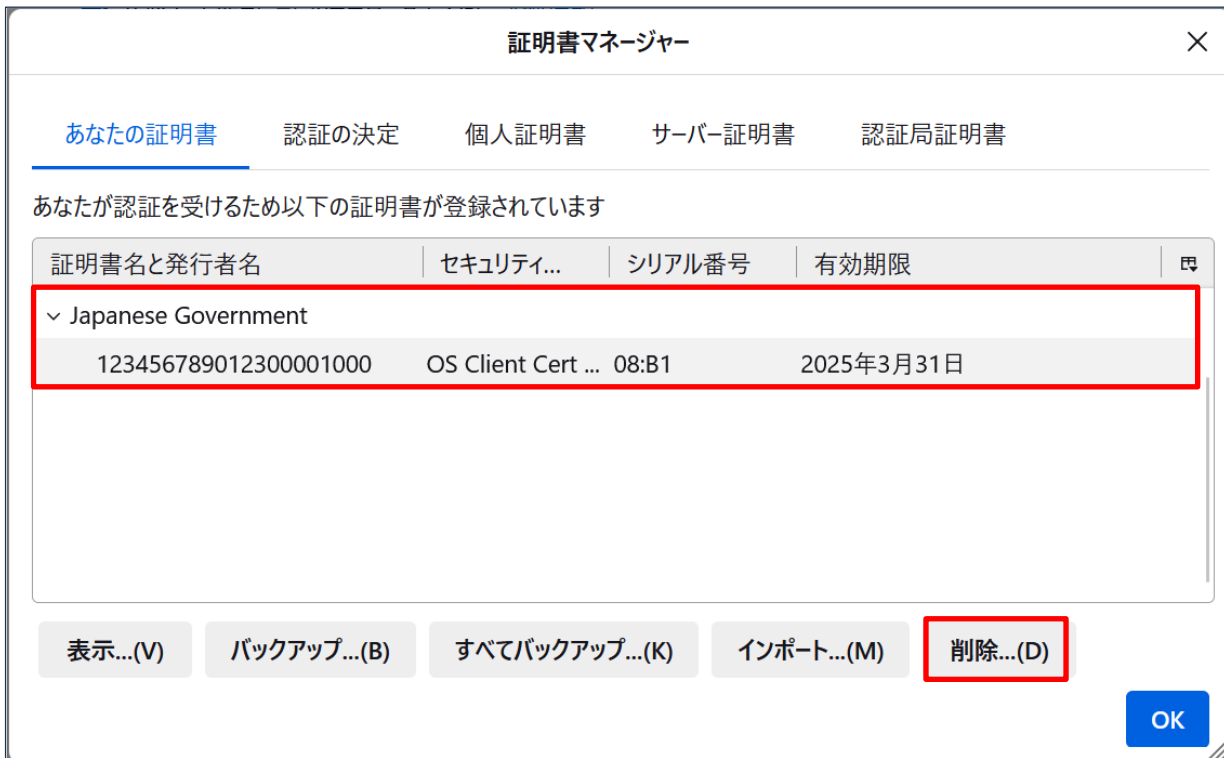 証明書マネージャー
あなたの証明書 認証の決定 個人証明書 サーバー証明書 認証局証明書
あなたが認証を受けるため以下の証明書が登録されています
証明書名と発行者名 セキュリティ... シリアル番号 有効期限
Japanese Government
123456789012300001000 OS Client Cert ... 08:B1 2025年3月31日
表示...(V) バックアップ...(B) すべてバックアップ...(K) インポート...(M) 削除...(D)
OK